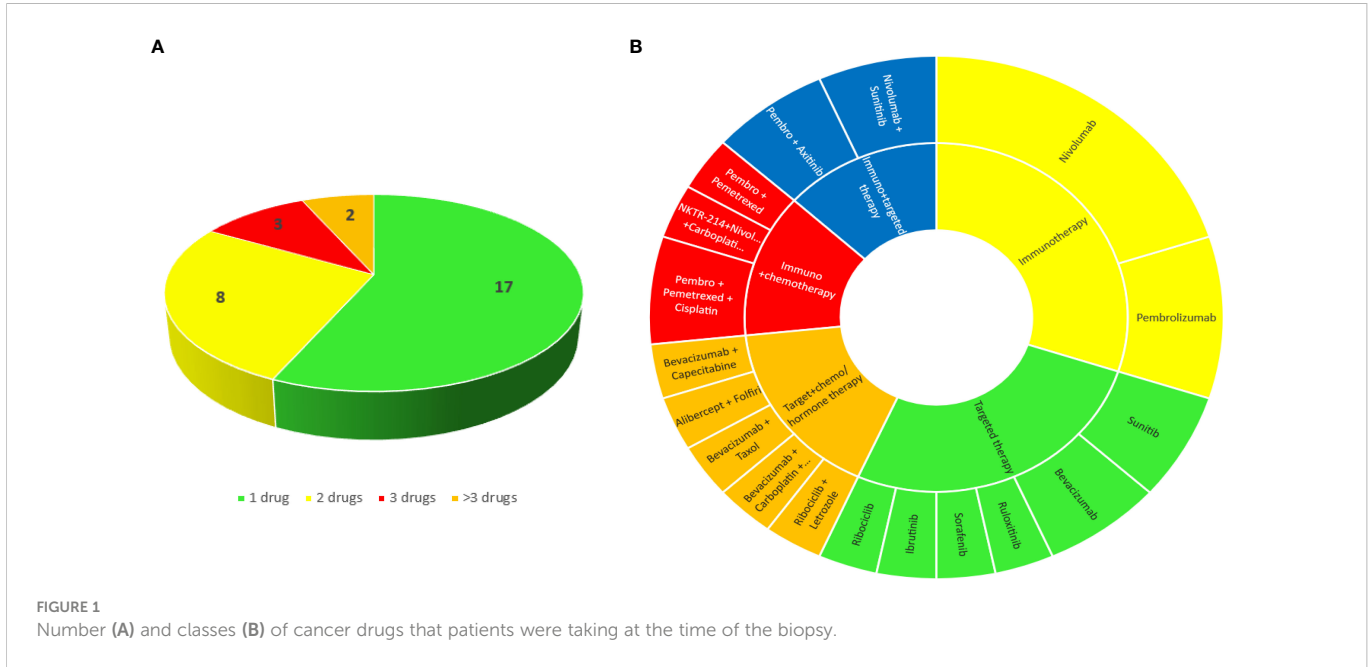 A
B
17
8
3
2
1 drug
2 drugs
3 drugs
>3 drugs
Nivolumab
Pembrolizumab
Immunotherapy
Sunitib
Bevacizumab
Ruloxitinib
Sorafenib
Ibrutinib
Ribociclib
Targeted therapy
Ribociclib +
Letrozole
Bevacizumab +
Carboplatin +...
Bevacizumab +
Taxol
Alibercept + Folfiri
Bevacizumab +
Capecitabine
Target+chemo/
hormone therapy
Pembro +
Pemetrexed +
Cisplatin
NKTR-214+Nivol...
+Carboplati...
Pembro +
Pemetrexed
Immuno
+chemotherapy
Pembro + Axitinib
Nivolumab +
Sunitinib
Immuno+targeted
therapy
FIGURE 1
Number (A) and classes (B) of cancer drugs that patients were taking at the time of the biopsy.